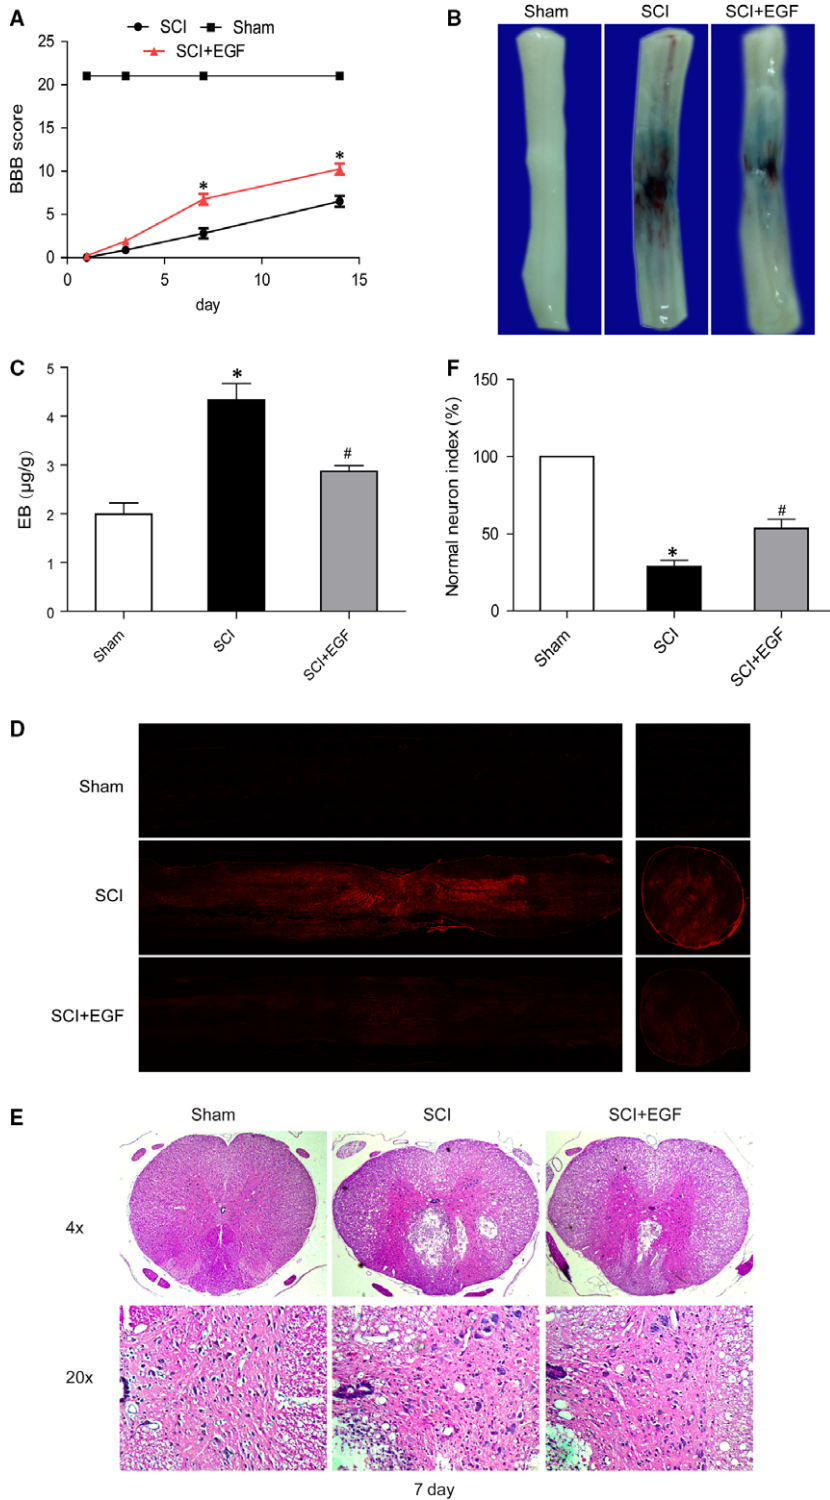 A
SCI Sham
SCI+EGF
25
20
15
10
5
0
BBB score
* *
0 5 10 15
day
B
Sham SCI SCI+EGF
C
5
4
3
2
1
0
EB (µg/g)
* #
Sham SCI SCI+EGF
F
150
100
50
0
Normal neuron index (%)
* #
Sham SCI SCI+EGF
D
Sham
SCI
SCI+EGF
E
Sham SCI SCI+EGF
4x
20x
7 day